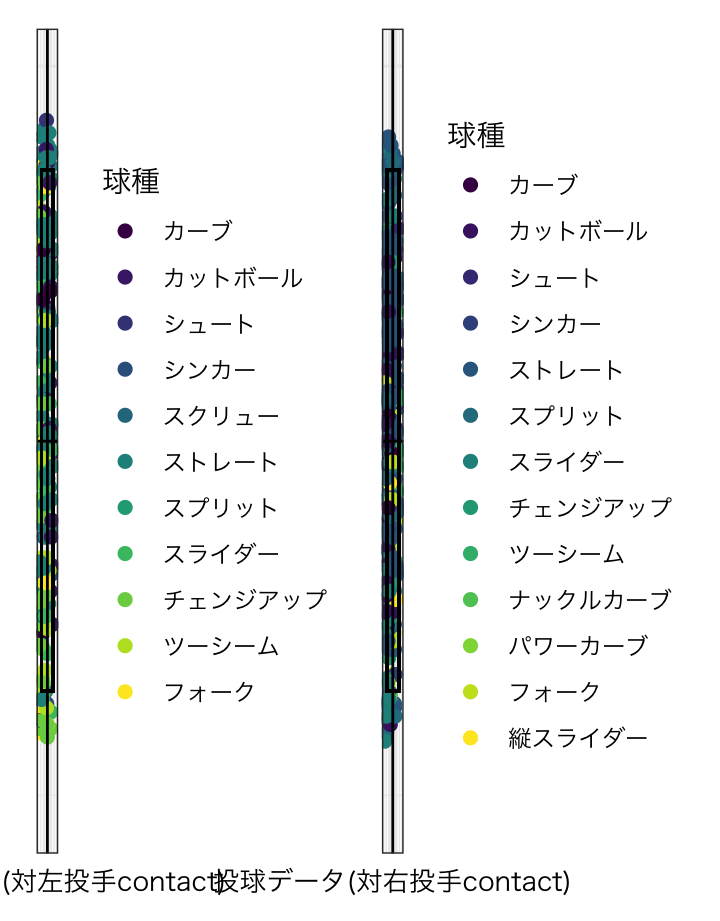 球種
カーブ
カットボール
シュート
シンカー
スクリュー
ストレート
スプリット
スライダー
チェンジアップ
ツーシーム
フォーク
(対左投手contact)
球種
カーブ
カットボール
シュート
シンカー
ストレート
スプリット
スライダー
チェンジアップ
ツーシーム
ナックルカーブ
パワーカーブ
フォーク
縦スライダー
投球データ(対右投手contact)